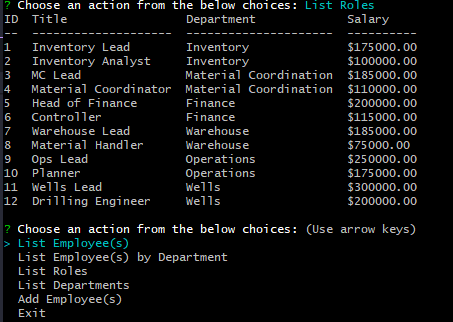 ? Choose an action from the below choices: List Roles
ID  Title                 Department             Salary
--  --------------------  ---------------------  ----------
1   Inventory Lead        Inventory              $175000.00
2   Inventory Analyst     Inventory              $100000.00
3   MC Lead               Material Coordination  $185000.00
4   Material Coordinator  Material Coordination  $110000.00
5   Head of Finance       Finance                $200000.00
6   Controller            Finance                $115000.00
7   Warehouse Lead        Warehouse              $185000.00
8   Material Handler      Warehouse              $75000.00
9   Ops Lead              Operations             $250000.00
10  Planner               Operations             $175000.00
11  Wells Lead            Wells                  $300000.00
12  Drilling Engineer     Wells                  $200000.00
? Choose an action from the below choices: (Use arrow keys)
> List Employee(s)
  List Employee(s) by Department
  List Roles
  List Departments
  Add Employee(s)
  Exit